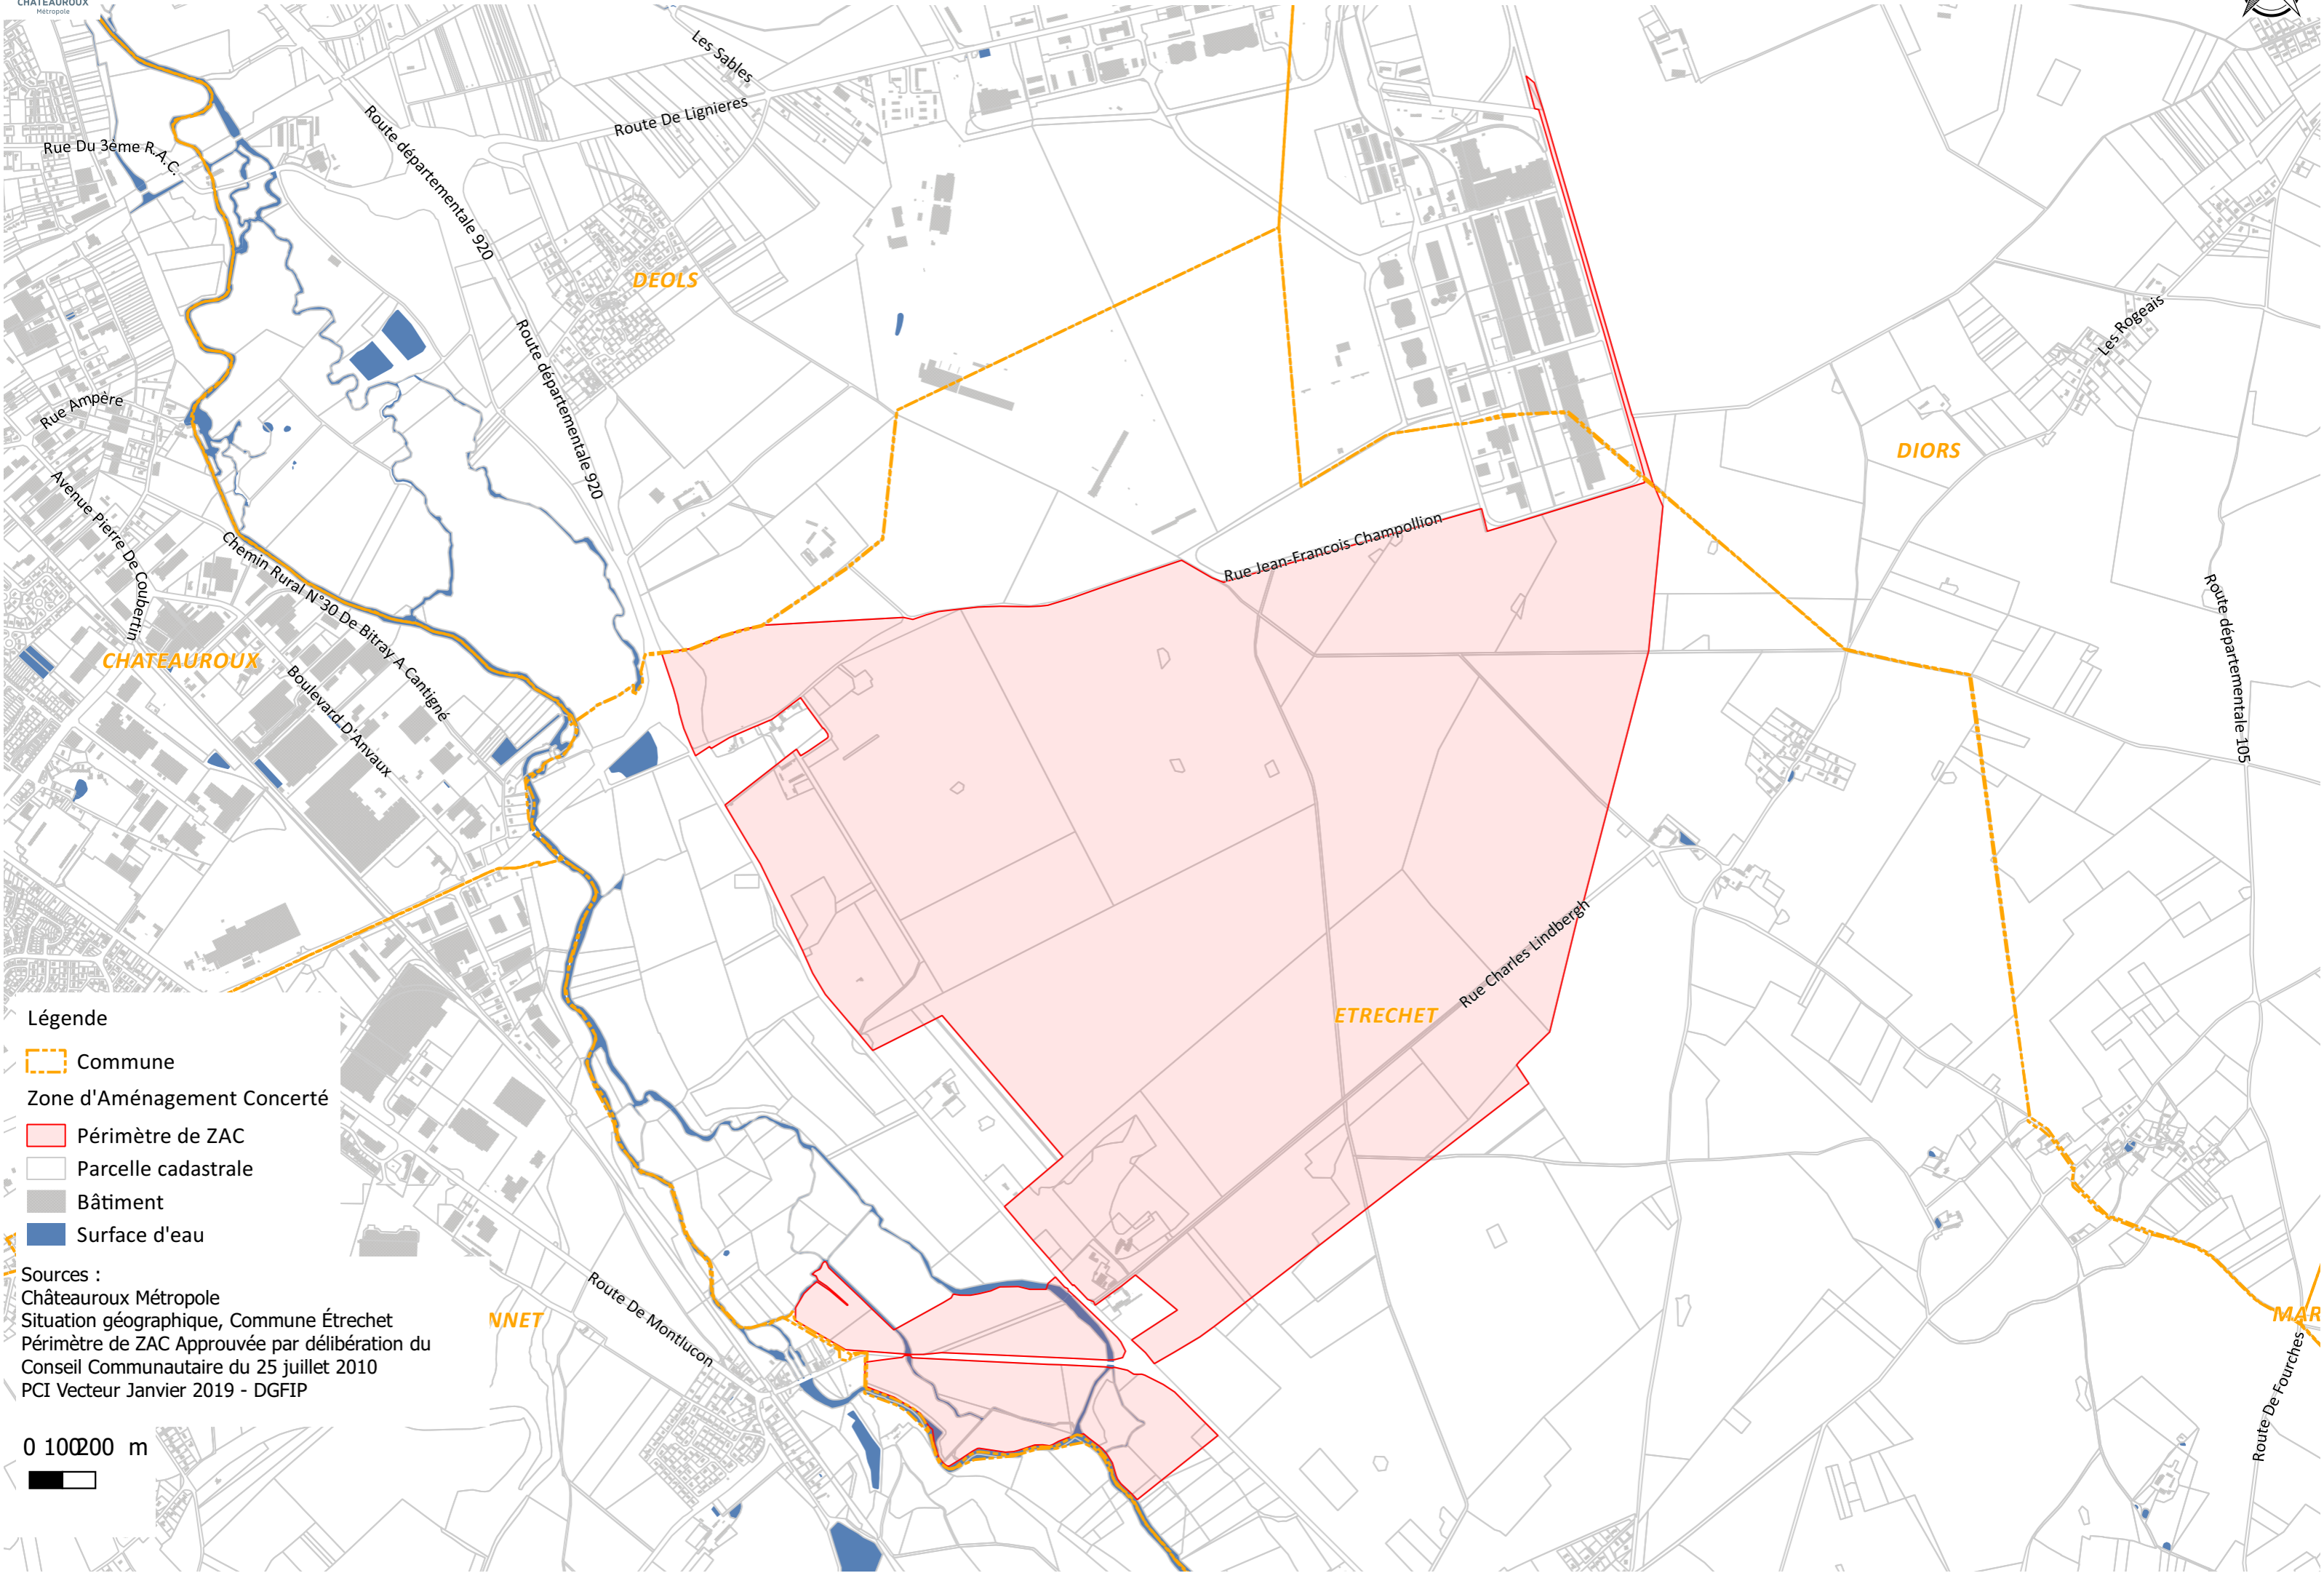 CHATEAUROUX
Métropole
Les Sables
Route De Lignieres
Route départementale 920
Rue Du 3ème R.A.C.
DEOLS
Route départementale 920
Les Rogeais
Rue Ampère
DIORS
Avenue Pierre De Coubertin
Chemin Rural N°30 De Bitray A Cantigné
Rue Jean-Francois Champollion
Route départementale 105
CHATEAUROUX
Boulevard D'Anvaux
Rue Charles Lindbergh
ETRECHET
Légende
Commune
Zone d'Aménagement Concerté
Périmètre de ZAC
Parcelle cadastrale
Bâtiment
Surface d'eau
Sources :
Châteauroux Métropole
Situation géographique, Commune Étrechet
Périmètre de ZAC Approuvée par délibération du
Conseil Communautaire du 25 juillet 2010
PCI Vecteur Janvier 2019 - DGFIP
NNET
Route De Montlucon
MAR
Route De Fourches
0 100200 m